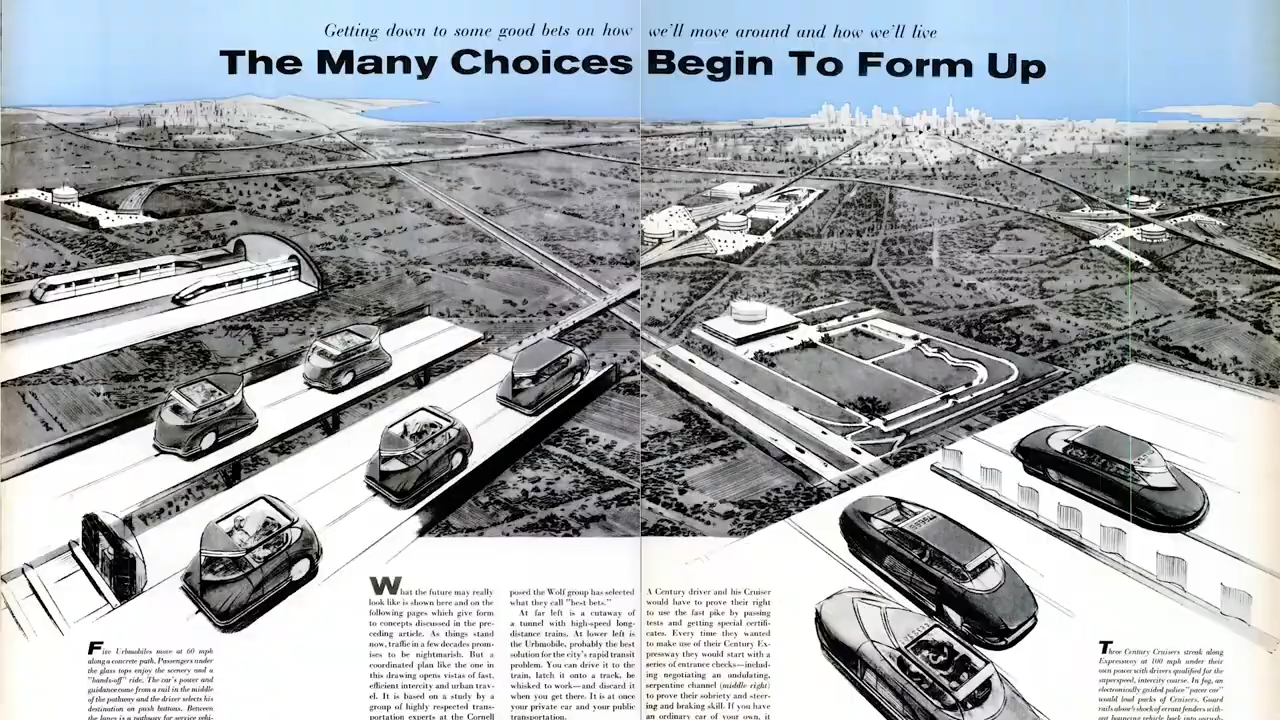 Getting down to some good bets on how we'll move around and how we'll live
The Many Choices Begin To Form Up
Five Urbmobiles move at 60 mph
along a concrete path. Passengers under
the glass tops enjoy the scenery and a
"hands-off" ride. The car's power and
guidance come from a rail in the middle
of the pathway and the driver selects his
destination on push buttons. Between
the lanes is a pathway for service vehi-
What the future may really
look like is shown here and on the
following pages which give form
to concepts discussed in the pre-
ceding article. As things stand
now, traffic in a few decades prom-
ises to be nightmarish. But a
coordinated plan like the one in
this drawing opens vistas of fast,
efficient intercity and urban trav-
el. It is based on a study by a
group of highly respected trans-
portation experts at the Cornell
posed the Wolf group has selected
what they call "best bets."
At far left is a cutaway of
a tunnel with high-speed long-
distance trains. At lower left is
the Urbmobile, probably the best
solution for the city's rapid transit
problem. You can drive it to the
train, latch it onto a track, be
whisked to work—and discard it
when you get there. It is at once
your private car and your public
transportation.
A Century driver and his Cruiser
would have to prove their right
to use the fast pike by passing
tests and getting special certifi-
cates. Every time they wanted
to make use of their Century Ex-
pressway they would start with a
series of entrance checks—includ-
ing negotiating an undulating,
serpentine channel (middle right)
to prove their sobriety and steer-
ing and braking skill. If you have
an ordinary car of your own, it
Three Century Cruisers streak along
Expressway at 100 mph under their
own power with drivers qualified for the
superspeed, intercity course. In fog, an
electronically guided police "pacer car"
would lead packs of Cruisers. Guard
rails absorb shock of errant fenders with-
out bouncing vehicle back into